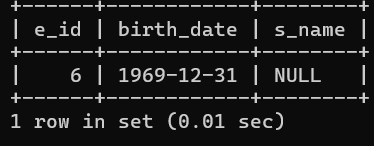 +------+------------+--------+
| e_id | birth_date | s_name |
+------+------------+--------+
|    6 | 1969-12-31 | NULL   |
+------+------------+--------+
1 row in set (0.01 sec)